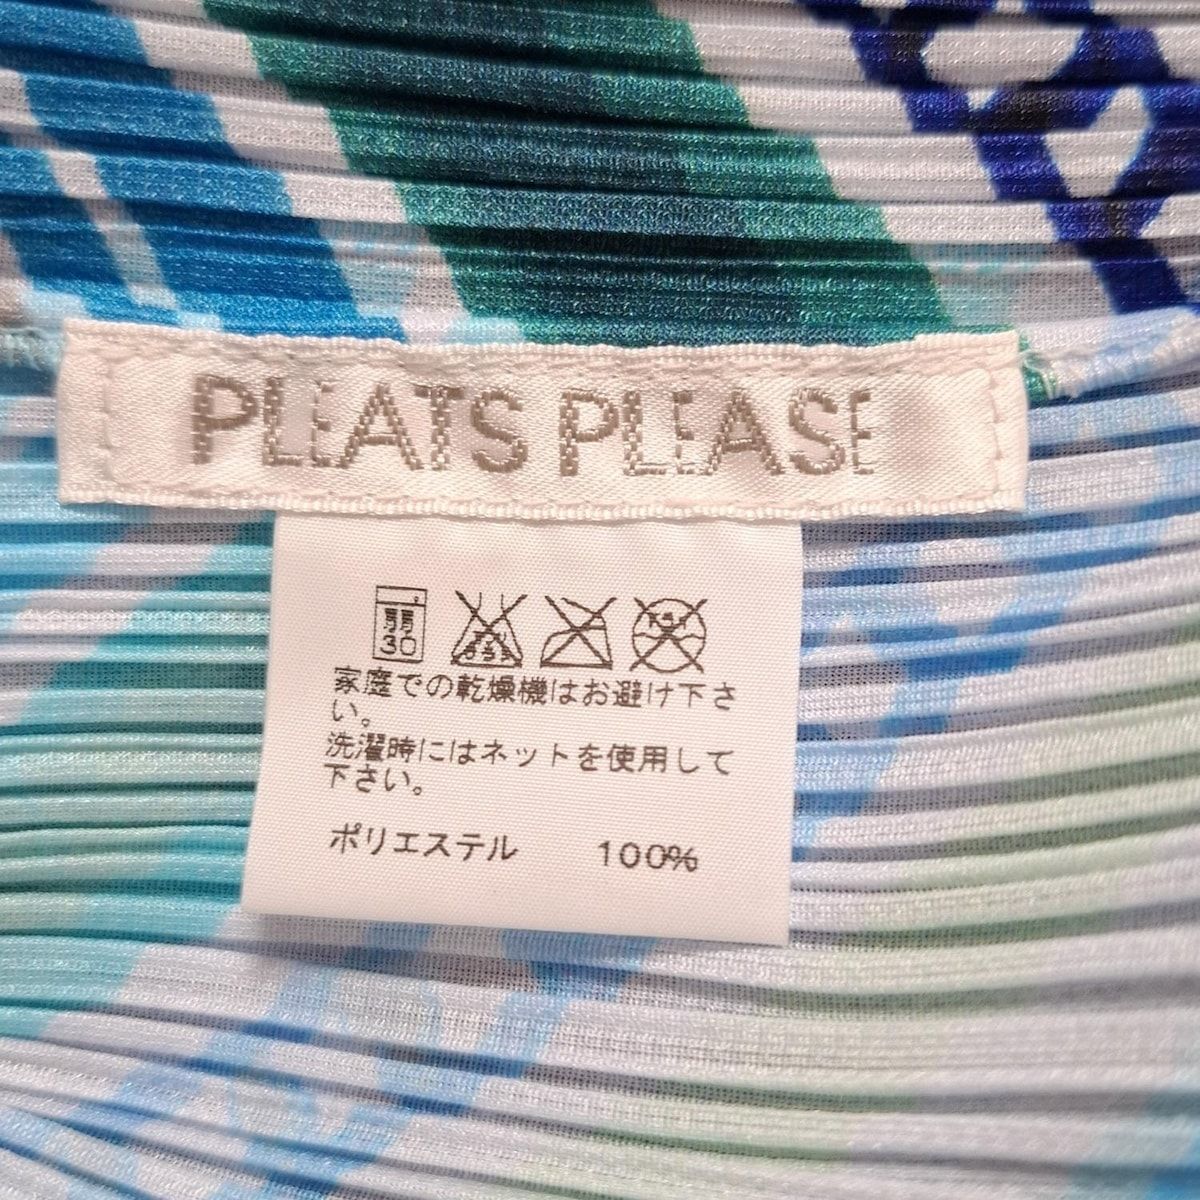 PLEATS PLEASE
弱
30
家庭での乾燥機はお避け下さ
い。
洗濯時にはネットを使用して
下さい。
ポリエステル 100%